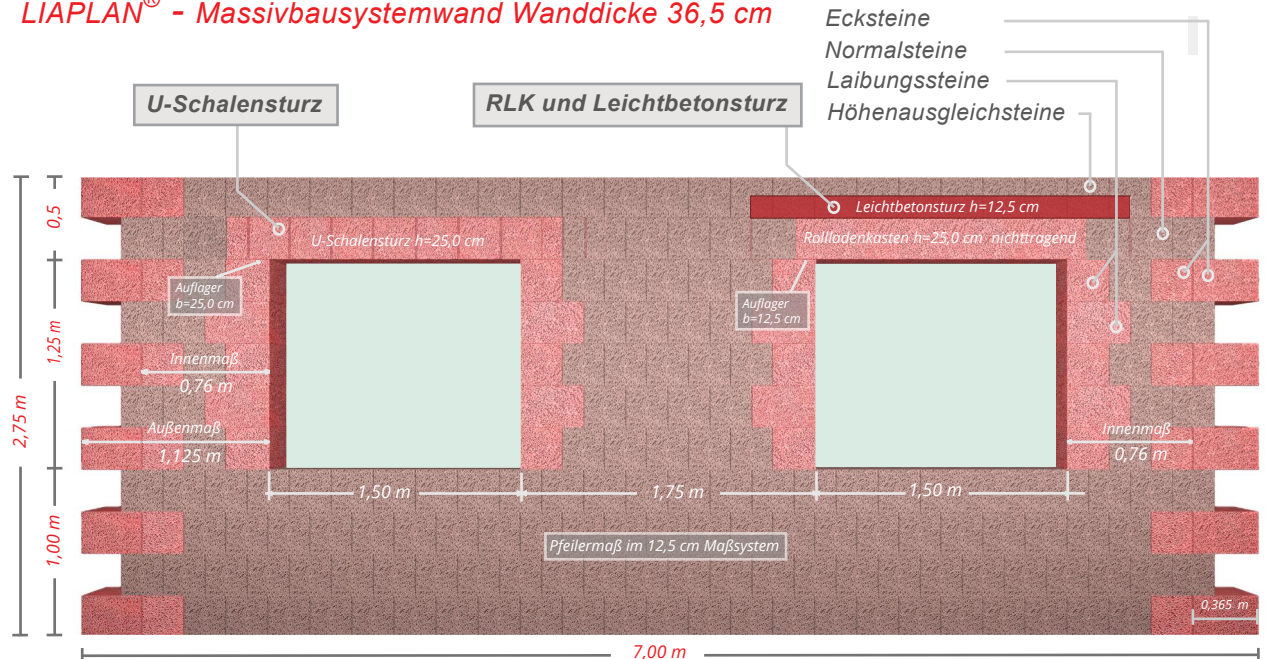 LIAPLAN® - Massivbausystemwand Wanddicke 36,5 cm
Ecksteine
Normalsteine
Laibungssteine
Höhenausgleichsteine
U-Schalensturz
RLK und Leichtbetonsturz
0,5
Leichtbetonsturz h=12,5 cm
U-Schalensturz h=25,0 cm
Rollladenkasten h=25,0 cm nichttragend
Auflager
b=25,0 cm
Auflager
b=12,5 cm
1,25 m
Innenmaß
0,76 m
2,75 m
Außenmaß
1,125 m
Innenmaß
0,76 m
1,50 m
1,75 m
1,50 m
1,00 m
Pfeilermaß im 12,5 cm Maßsystem
0,365 m
7,00 m